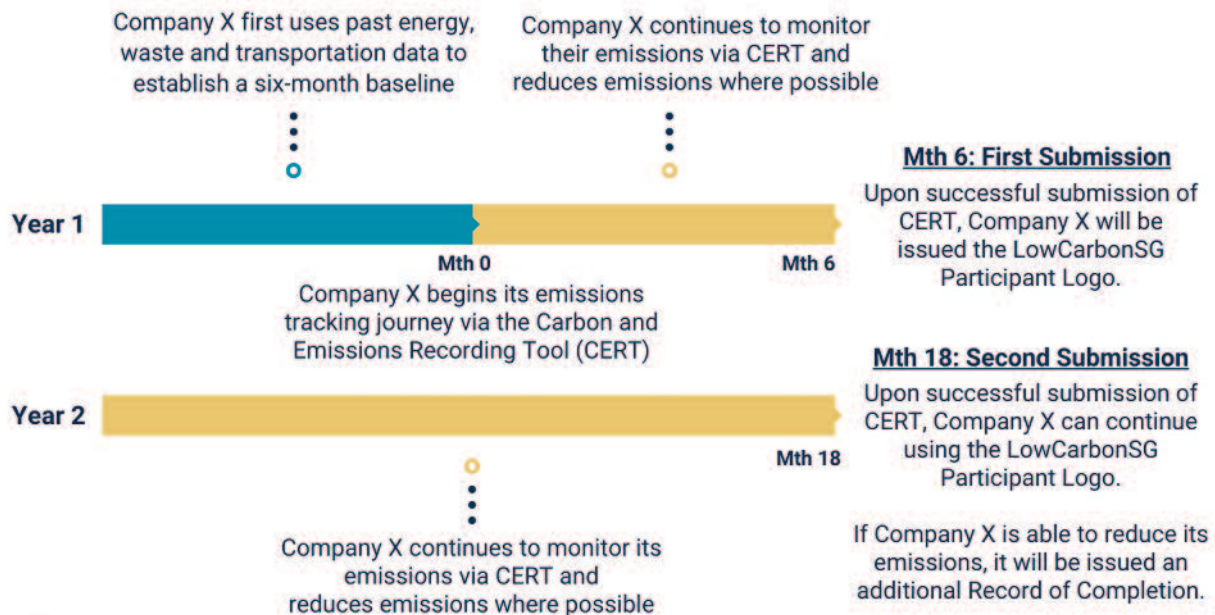 Company X first uses past energy,
waste and transportation data to
establish a six-month baseline
Company X continues to monitor
their emissions via CERT and
reduces emissions where possible
Year 1
Mth 0
Mth 6
Company X begins its emissions
tracking journey via the Carbon and
Emissions Recording Tool (CERT)
Mth 6: First Submission
Upon successful submission of
CERT, Company X will be
issued the LowCarbonSG
Participant Logo.
Year 2
Mth 18
Company X continues to monitor its
emissions via CERT and
reduces emissions where possible
Mth 18: Second Submission
Upon successful submission of
CERT, Company X can continue
using the LowCarbonSG
Participant Logo.
If Company X is able to reduce its
emissions, it will be issued an
additional Record of Completion.